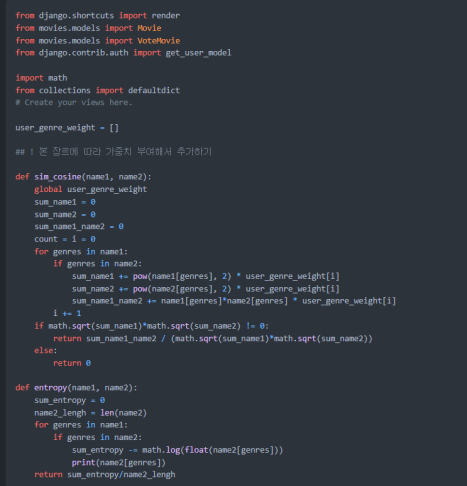 from django.shortcuts import render
from movies.models import Movie
from movies.models import VoteMovie
from django.contrib.auth import get_user_model
import math
from collections import defaultdict
# Create your views here.
user_genre_weight = []
## ! 본 장르에 따라 가중치 부여해서 추가하기
def sim_cosine(name1, name2):
    global user_genre_weight
    sum_name1 = 0
    sum_name2 = 0
    sum_name1_name2 = 0
    count = i = 0
    for genres in name1:
        if genres in name2:
            sum_name1 += pow(name1[genres], 2) * user_genre_weight[i]
            sum_name2 += pow(name2[genres], 2) * user_genre_weight[i]
            sum_name1_name2 += name1[genres]*name2[genres] * user_genre_weight[i]
        i += 1
    if math.sqrt(sum_name1)*math.sqrt(sum_name2) != 0:
        return sum_name1_name2 / (math.sqrt(sum_name1)*math.sqrt(sum_name2))
    else:
        return 0
def entropy(name1, name2):
    sum_entropy = 0
    name2_lengh = len(name2)
    for genres in name1:
        if genres in name2:
            sum_entropy -= math.log(float(name2[genres]))
            print(name2[genres])
    return sum_entropy/name2_lengh